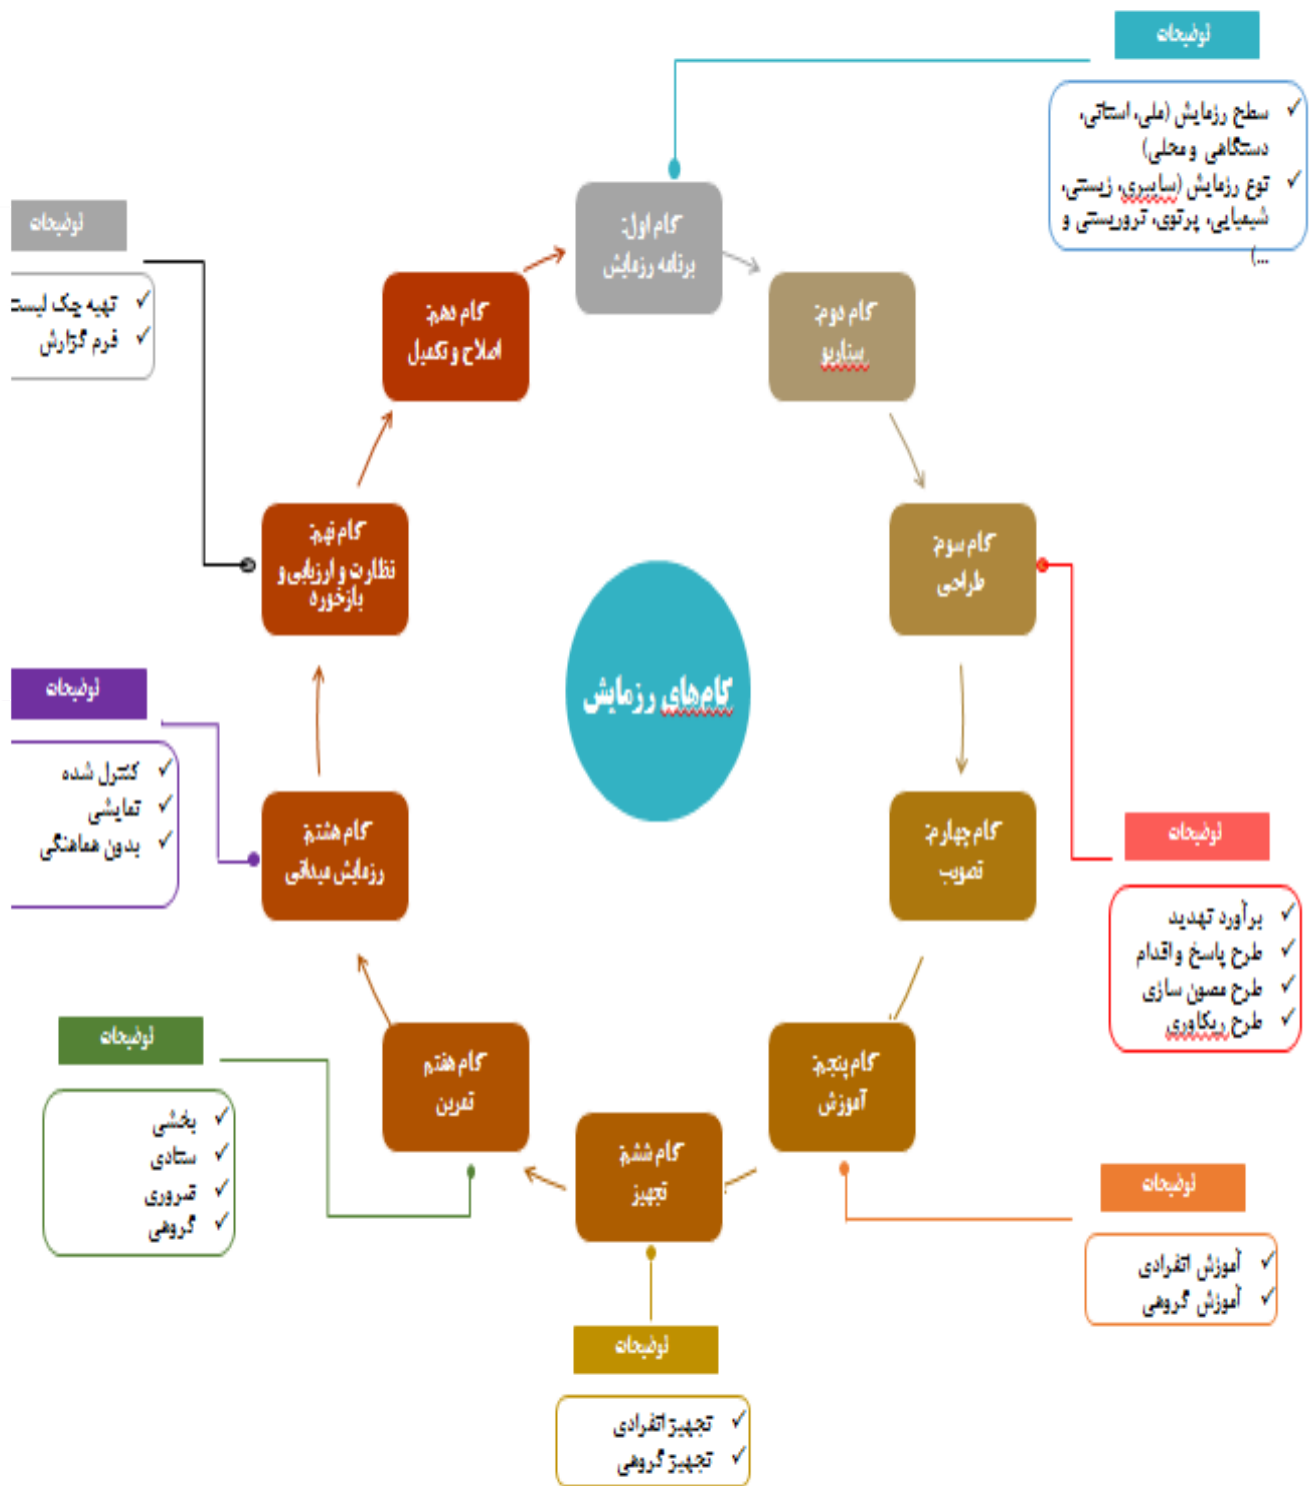 توضیحات
سطح رزمایش (ملی، استانی،
دستگاهی و محلی)
نوع رزمایش (سایبری، زیستی،
شیمیایی، پرتوی، تروریستی و
...)
گام اول:
برنامه رزمایش
گام دوم:
سناریو
گام سوم:
طراحی
توضیحات
برآورد تهدید
طرح پاسخ و اقدام
طرح مصون سازی
طرح ریکاوری
گام چهارم:
تصویب
گام پنجم:
آموزش
توضیحات
آموزش انفرادی
آموزش گروهی
گام ششم:
تجهیز
توضیحات
تجهیز انفرادی
تجهیز گروهی
گام هفتم:
تمرین
توضیحات
بخشی
ستادی
ضروری
گروهی
گام هشتم:
رزمایش میدانی
توضیحات
کنترل شده
نمایشی
بدون هماهنگی
گام نهم:
نظارت و ارزیابی و
بازخورد
توضیحات
تهیه چک لیست
فرم گزارش
گام دهم:
اصلاح و تکمیل
گام‌های رزمایش